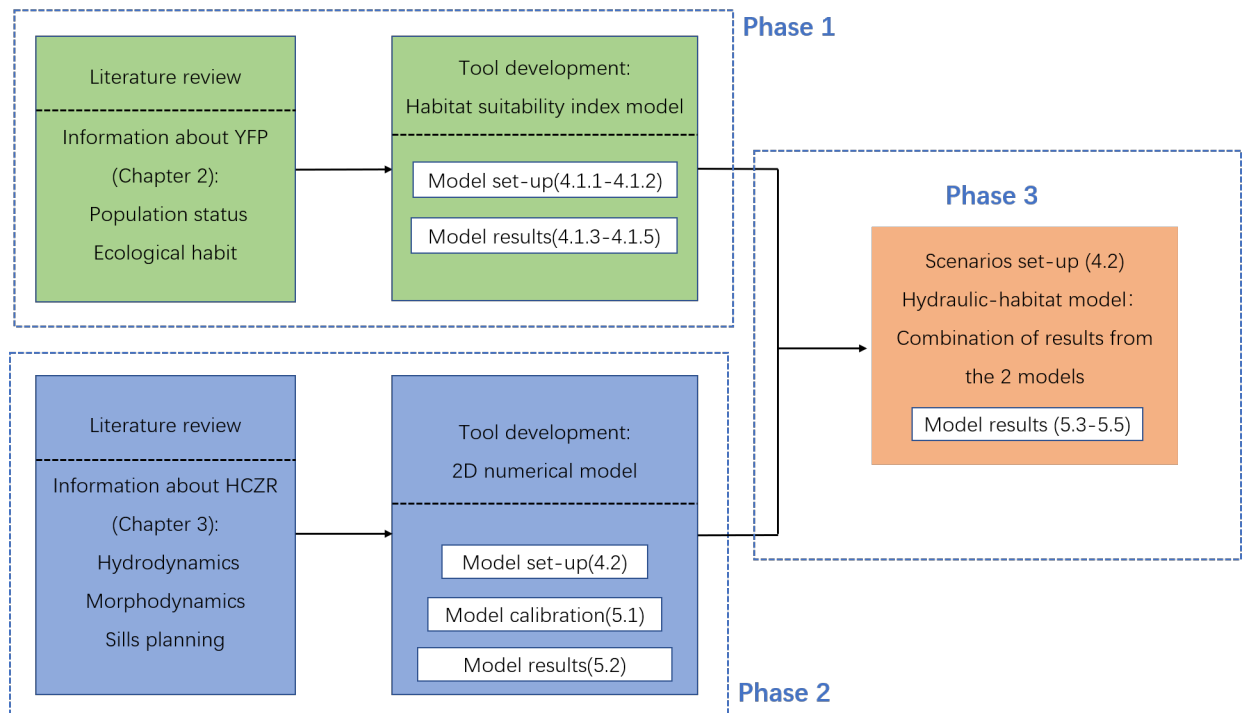 Phase 1
Literature review
Information about YFP
(Chapter 2):
Population status
Ecological habit
Tool development:
Habitat suitability index model
Model set-up(4.1.1-4.1.2)
Model results(4.1.3-4.1.5)
Literature review
Information about HCZR
(Chapter 3):
Hydrodynamics
Morphodynamics
Sills planning
Tool development:
2D numerical model
Model set-up(4.2)
Model calibration(5.1)
Model results(5.2)
Phase 2
Phase 3
Scenarios set-up (4.2)
Hydraulic-habitat model：
Combination of results from
the 2 models
Model results (5.3-5.5)